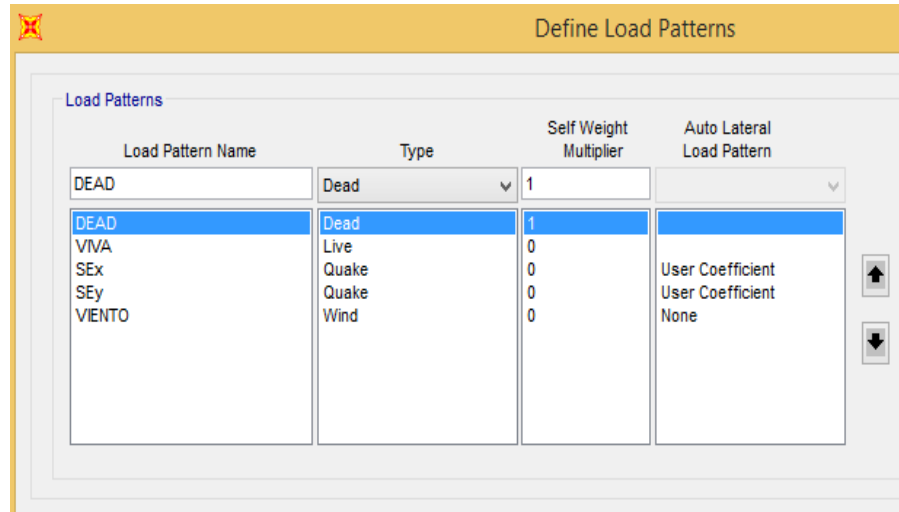 Define Load Patterns
Load Patterns
Load Pattern Name Type Self Weight Multiplier Auto Lateral Load Pattern
DEAD Dead 1
DEAD Dead 1
VIVA Live 0
SEx Quake 0 User Coefficient
SEy Quake 0 User Coefficient
VIENTO Wind 0 None